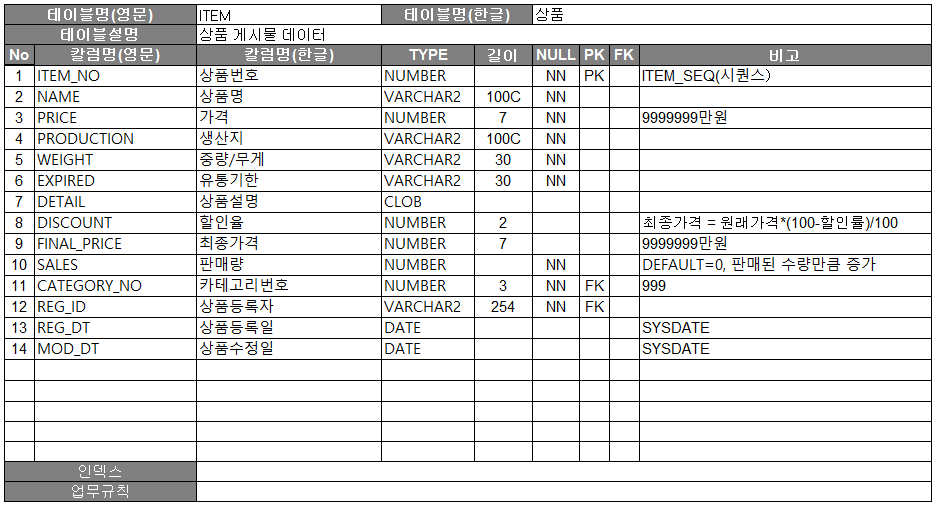 테이블명(영문) ITEM 테이블명(한글) 상품
테이블설명 상품 게시물 데이터
No 칼럼명(영문) 칼럼명(한글) TYPE 길이 NULL PK FK 비고
1 ITEM_NO 상품번호 NUMBER NN PK ITEM_SEQ(시퀀스)
2 NAME 상품명 VARCHAR2 100C NN
3 PRICE 가격 NUMBER 7 NN 9999999만원
4 PRODUCTION 생산지 VARCHAR2 100C NN
5 WEIGHT 중량/무게 VARCHAR2 30 NN
6 EXPIRED 유통기한 VARCHAR2 30 NN
7 DETAIL 상품설명 CLOB
8 DISCOUNT 할인율 NUMBER 2 최종가격 = 원래가격*(100-할인률)/100
9 FINAL_PRICE 최종가격 NUMBER 7 9999999만원
10 SALES 판매량 NUMBER NN DEFAULT=0, 판매된 수량만큼 증가
11 CATEGORY_NO 카테고리번호 NUMBER 3 NN FK 999
12 REG_ID 상품등록자 VARCHAR2 254 NN FK
13 REG_DT 상품등록일 DATE SYSDATE
14 MOD_DT 상품수정일 DATE SYSDATE
인덱스
업무규칙